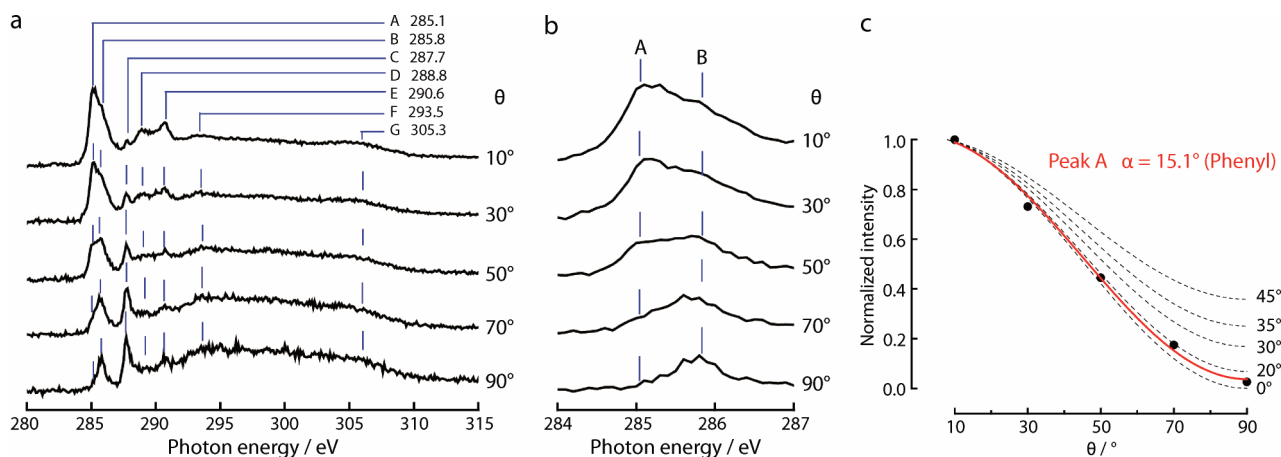 a
A 285.1
B 285.8
C 287.7
D 288.8
E 290.6
F 293.5
G 305.3
θ
10°
30°
50°
70°
90°
280 285 290 295 300 305 310 315
Photon energy / eV
b
A B
θ
10°
30°
50°
70°
90°
284 285 286 287
Photon energy / eV
c
Normalized intensity
1.0
0.8
0.6
0.4
0.2
0.0
Peak A α = 15.1° (Phenyl)
45°
35°
30°
20°
0°
10 30 50 70 90
θ / °